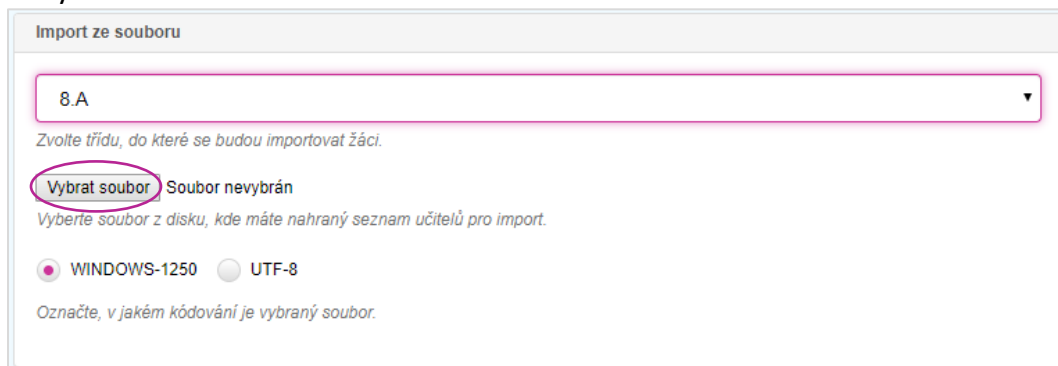 Import ze souboru
8.A
Zvolte třídu, do které se budou importovat žáci.
Vybrat soubor Soubor nevybrán
Vyberte soubor z disku, kde máte nahraný seznam učitelů pro import.
WINDOWS-1250 UTF-8
Označte, v jakém kódování je vybraný soubor.